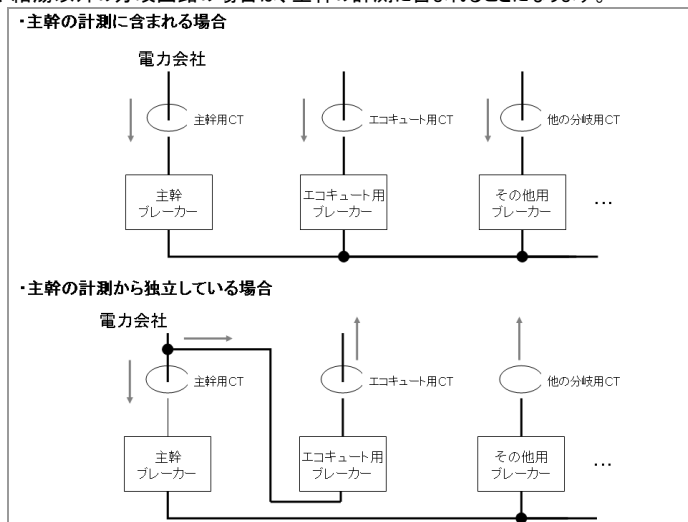 ・主幹の計測に含まれる場合
電力会社
主幹用CT
エコキュート用CT
他の分岐用CT
主幹
ブレーカー
エコキュート用
ブレーカー
その他用
ブレーカー
…
・主幹の計測から独立している場合
電力会社
主幹用CT
エコキュート用CT
他の分岐用CT
主幹
ブレーカー
エコキュート用
ブレーカー
その他用
ブレーカー
…